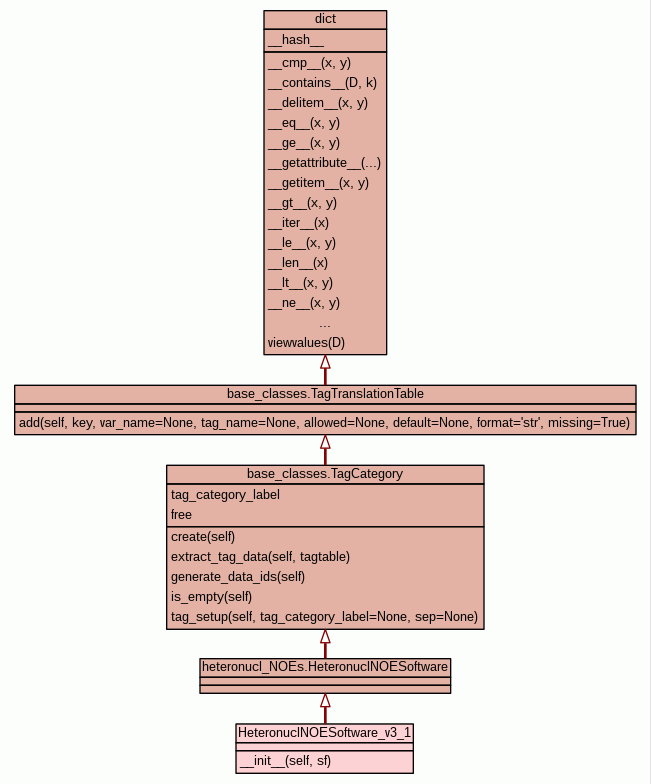 dict
__hash__
__cmp__(x, y)
__contains__(D, k)
__delitem__(x, y)
__eq__(x, y)
__ge__(x, y)
__getattribute__(...)
__getitem__(x, y)
__gt__(x, y)
__iter__(x)
__le__(x, y)
__len__(x)
__lt__(x, y)
__ne__(x, y)
...
viewvalues(D)
base_classes.TagTranslationTable
add(self, key, var_name=None, tag_name=None, allowed=None, default=None, format='str', missing=True)
base_classes.TagCategory
tag_category_label
free
create(self)
extract_tag_data(self, tagtable)
generate_data_ids(self)
is_empty(self)
tag_setup(self, tag_category_label=None, sep=None)
heteronucl_NOEs.HeteronuclNOESoftware
HeteronuclNOESoftware_v3_1
__init__(self, sf)